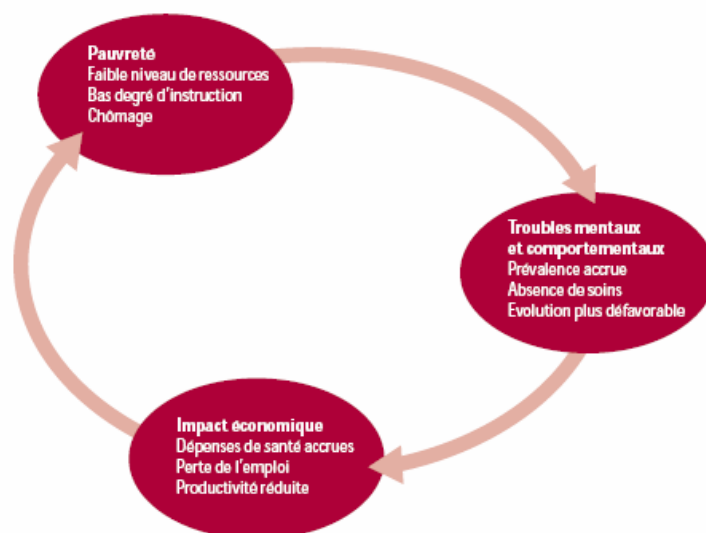 Pauvreté
Faible niveau de ressources
Bas degré d'instruction
Chômage
Troubles mentaux
et comportementaux
Prévalence accrue
Absence de soins
Evolution plus défavorable
Impact économique
Dépenses de santé accrues
Perte de l'emploi
Productivité réduite